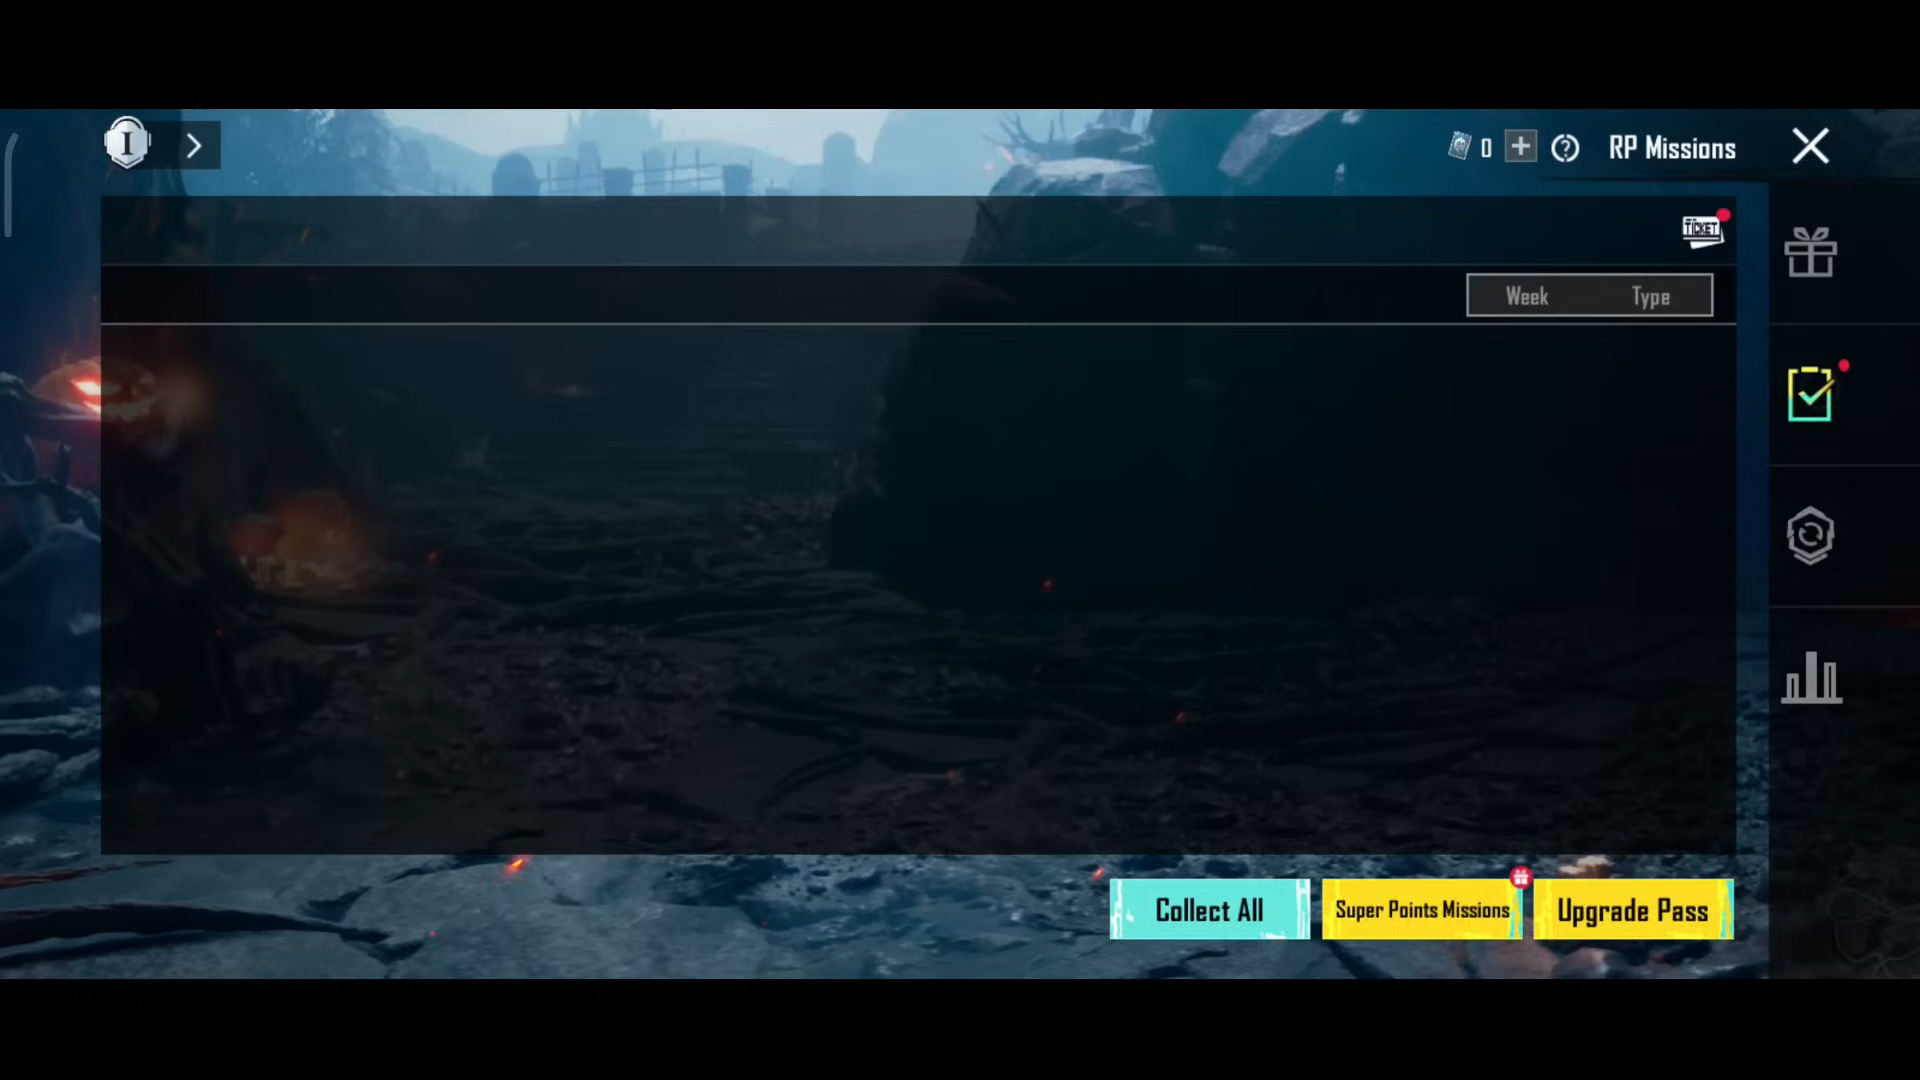 I
0
RP Missions
TICKET
Week
Type
Collect All
Super Points Missions
Upgrade Pass